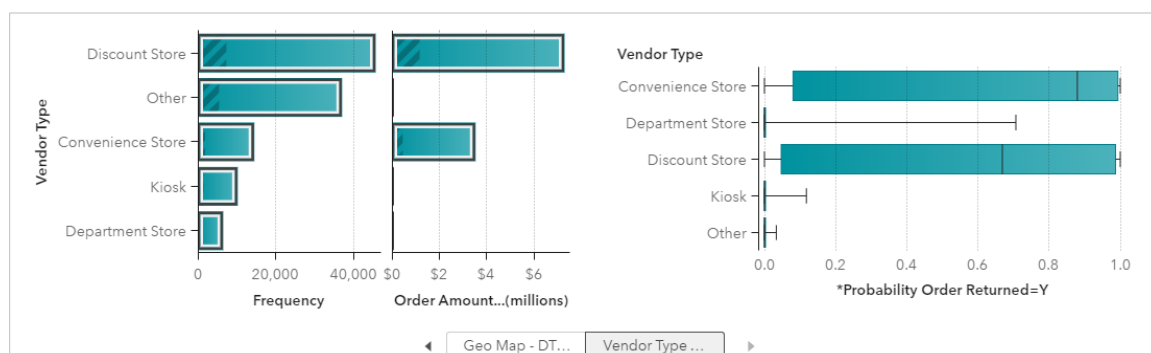 Vendor Type
Discount Store
Other
Convenience Store
Kiosk
Department Store
0
20,000
40,000
Frequency
$0
$2
$4
$6
Order Amount...(millions)
Vendor Type
Convenience Store
Department Store
Discount Store
Kiosk
Other
0.0
0.2
0.4
0.6
0.8
1.0
*Probability Order Returned=Y
Geo Map - DT...
Vendor Type ...